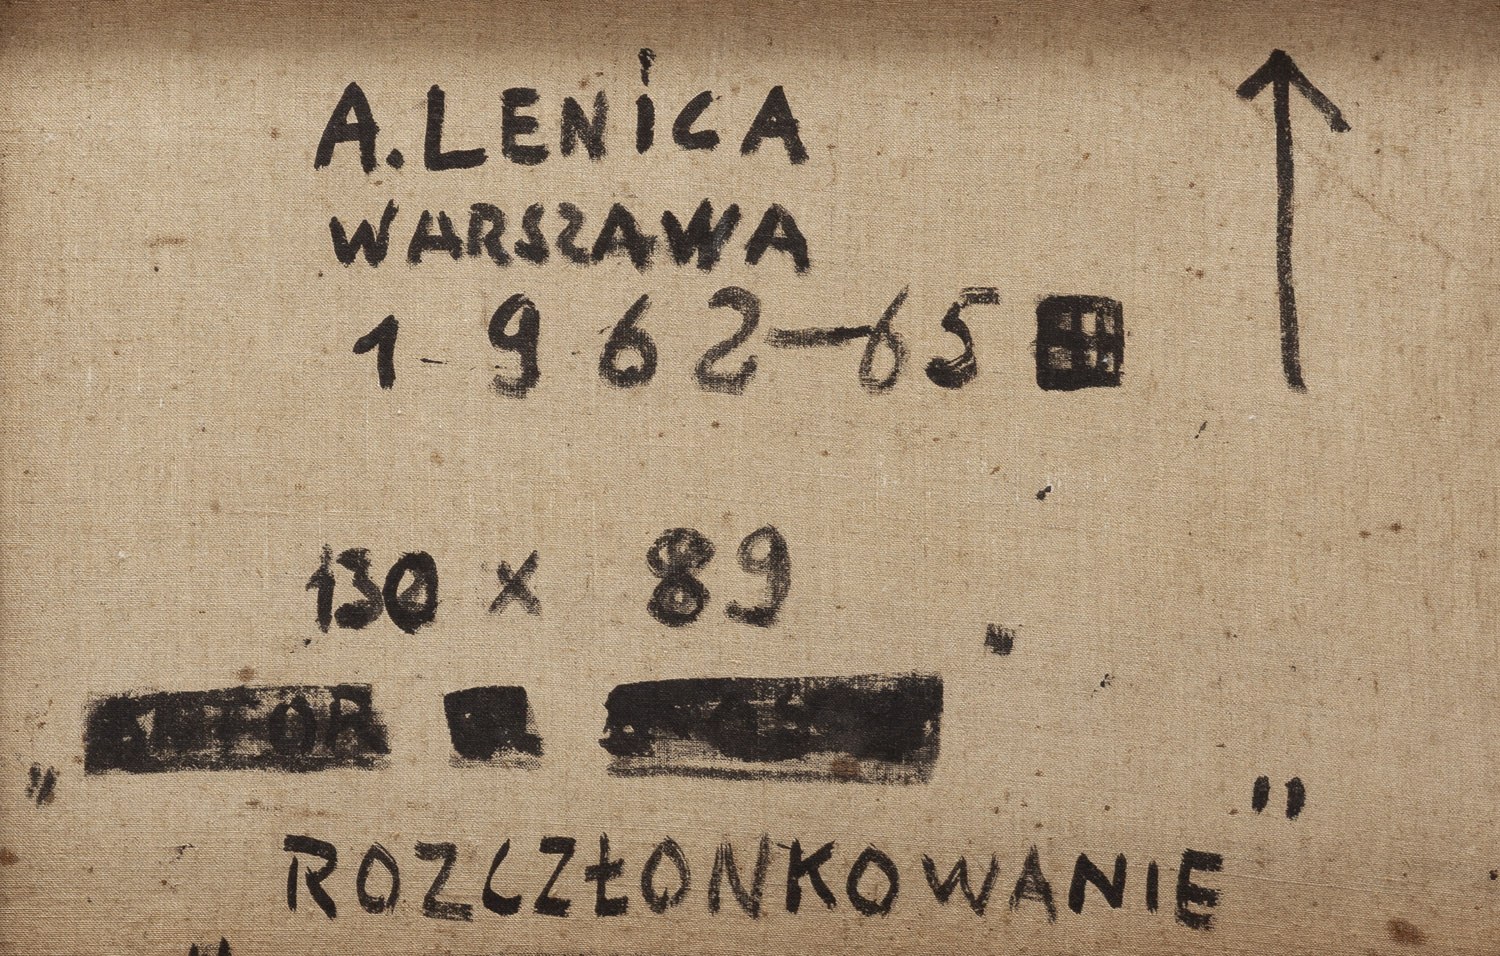 A. LENiCA
WARSZAWA
1962-65
130 x 89
„ROZCZŁONKOWANIE"